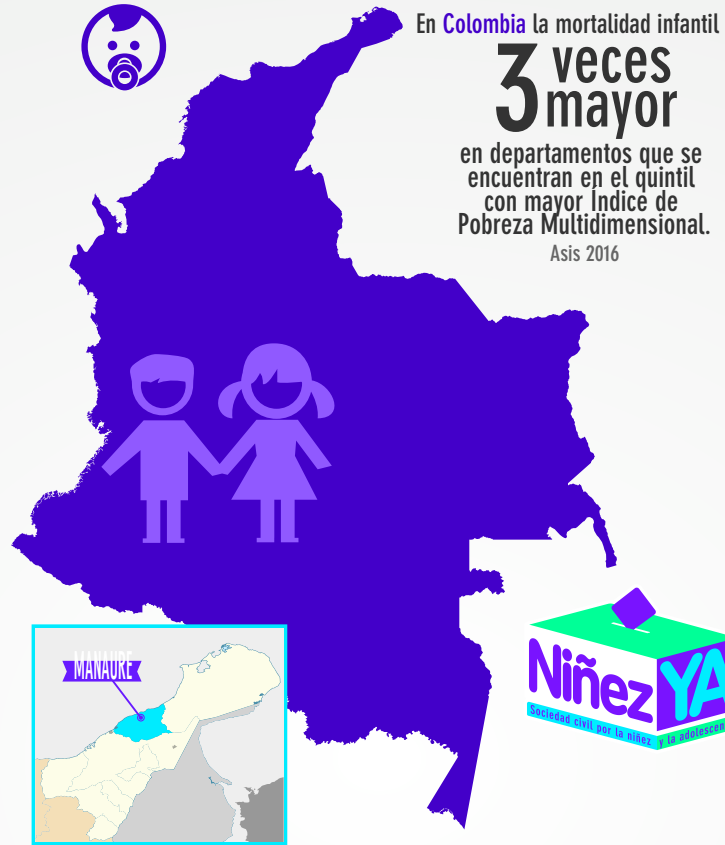 En Colombia la mortalidad infantil
3 veces
mayor
en departamentos que se
encuentran en el quintil
con mayor Índice de
Pobreza Multidimensional.
Asis 2016
MANAURE
Niñez YA
Sociedad civil por la niñez y la adolescen